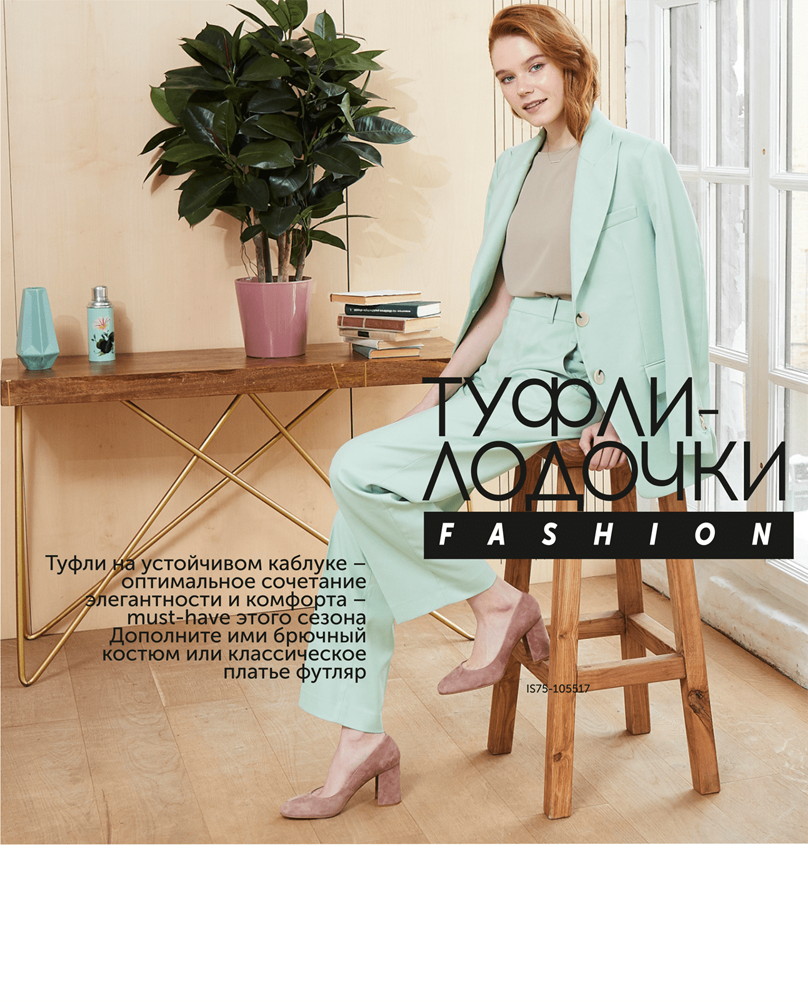 ТУФЛИ-
ЛОДОЧКИ
FASHION
Туфли на устойчивом каблуке –
оптимальное сочетание
элегантности и комфорта –
must-have этого сезона
Дополните ими брючный
костюм или классическое
платье футляр
IS75-105517